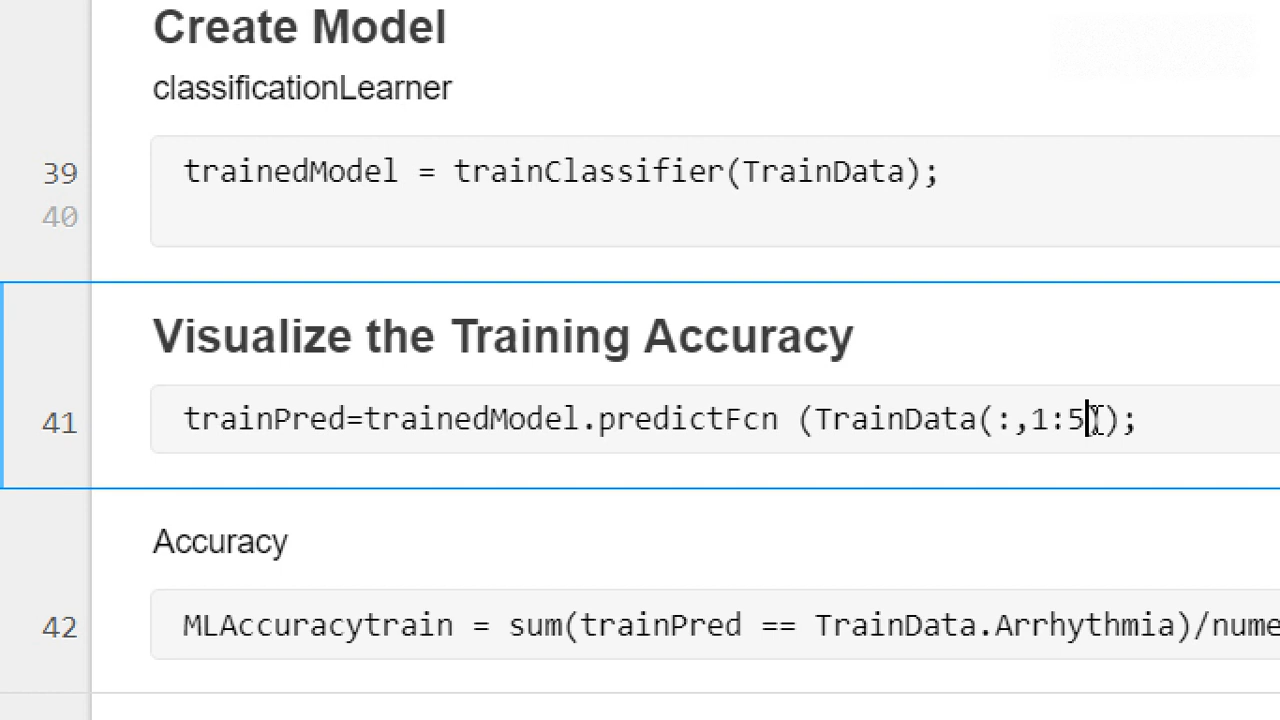 Create Model
classificationLearner
39 trainedModel = trainClassifier(TrainData);
40
Visualize the Training Accuracy
41 trainPred=trainedModel.predictFcn (TrainData(:,1:5));
Accuracy
42 MLAccuracytrain = sum(trainPred == TrainData.Arrhythmia)/nume